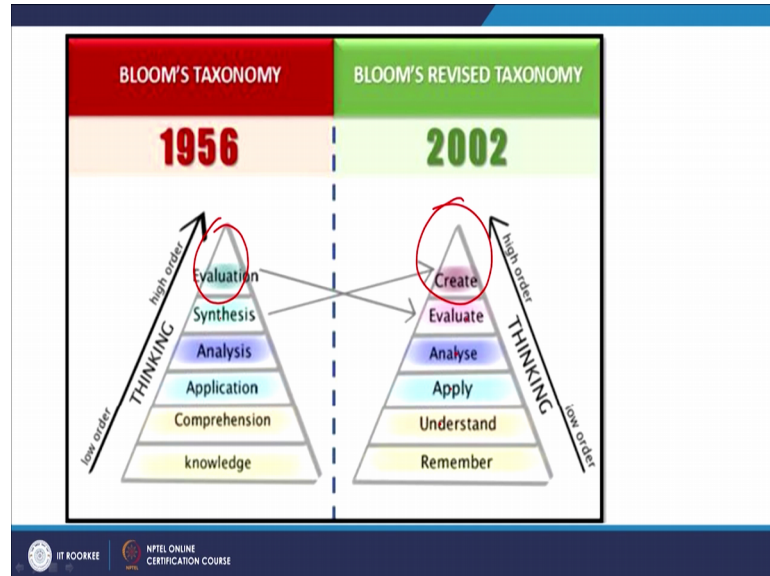 BLOOM'S TAXONOMY
1956
high order
THINKING
low order
Evaluation
Synthesis
Analysis
Application
Comprehension
knowledge
BLOOM'S REVISED TAXONOMY
2002
high order
THINKING
low order
Create
Evaluate
Analyse
Apply
Understand
Remember
IIT ROORKEE
NPTEL
NPTEL ONLINE
CERTIFICATION COURSE